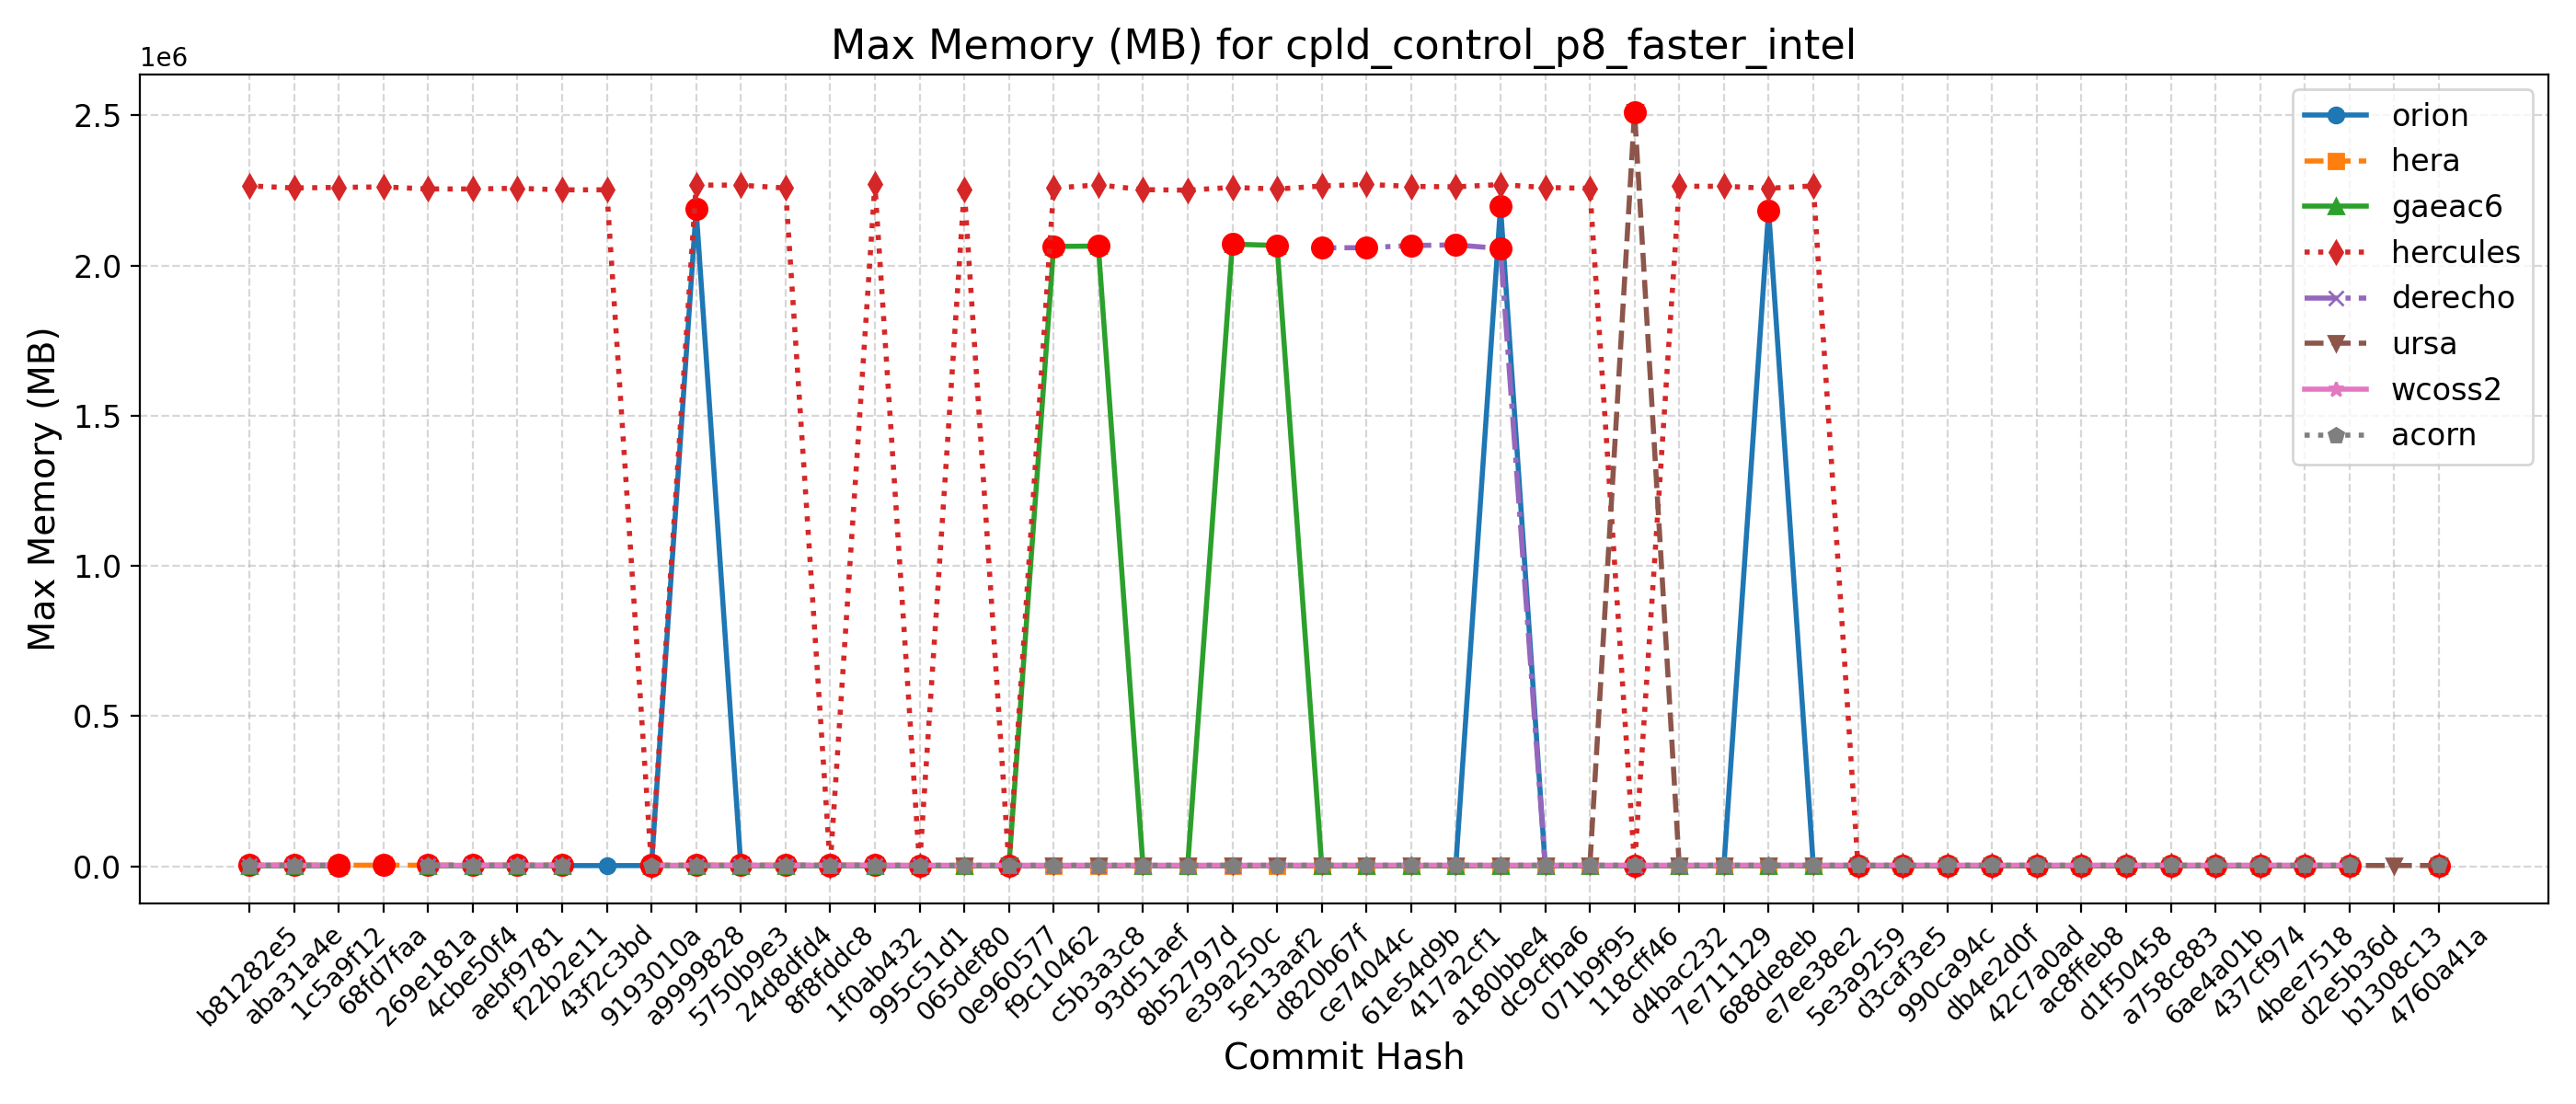 Max Memory (MB) for cpld_control_p8_faster_intel
1e6
2.5
2.0
1.5
1.0
0.5
0.0
Max Memory (MB)
orion
hera
gaeac6
hercules
derecho
ursa
wcoss2
acorn
b81282e5
aba31a4e
1c5a9f12
68fd7faa
269e181a
4cbe50f4
aebf9781
f22b2e11
43f2c3bd
9193010a
a9999828
5750b9e3
24d8dfd4
8f8fddc8
1f0ab432
995c51d1
065def80
0e960577
f9c10462
c5b3a3c8
93d51aef
8b52797d
e39a250c
5e13aaf2
d820b67f
ce74044c
61e54d9b
417a2cf1
a180bbe4
dc9cfba6
071b9f95
118cff46
d4bac232
7e711129
688de8eb
e7ee38e2
5e3a9259
d3caf3e5
990ca94c
db4e2d0f
42c7a0ad
ac8ffeb8
d1f50458
a758c883
6ae4a01b
437cf974
4bee7518
d2e5b36d
b1308c13
4760a41a
Commit Hash